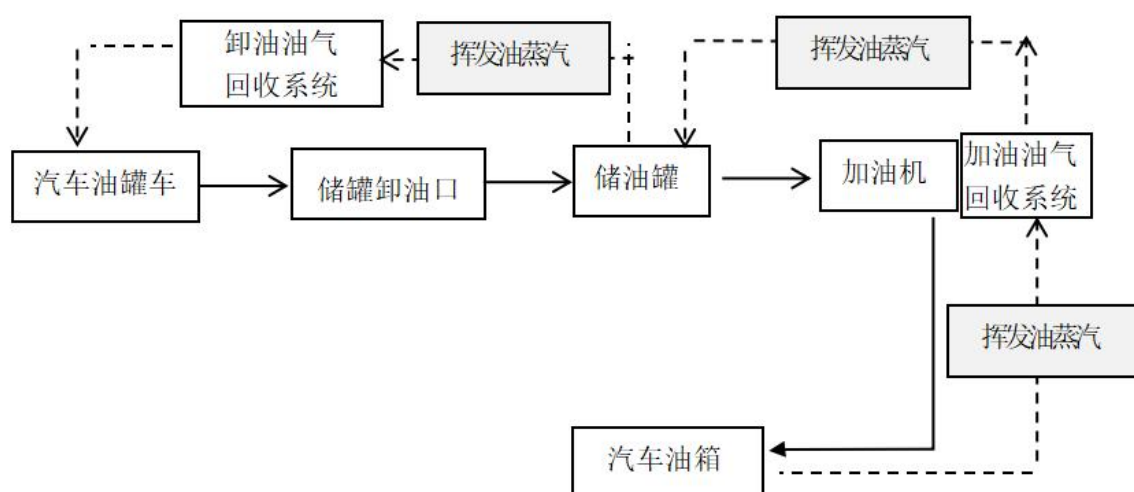 卸油油气
回收系统
挥发油蒸汽
挥发油蒸汽
汽车油罐车
储罐卸油口
储油罐
加油机
加油油气
回收系统
挥发油蒸汽
汽车油箱